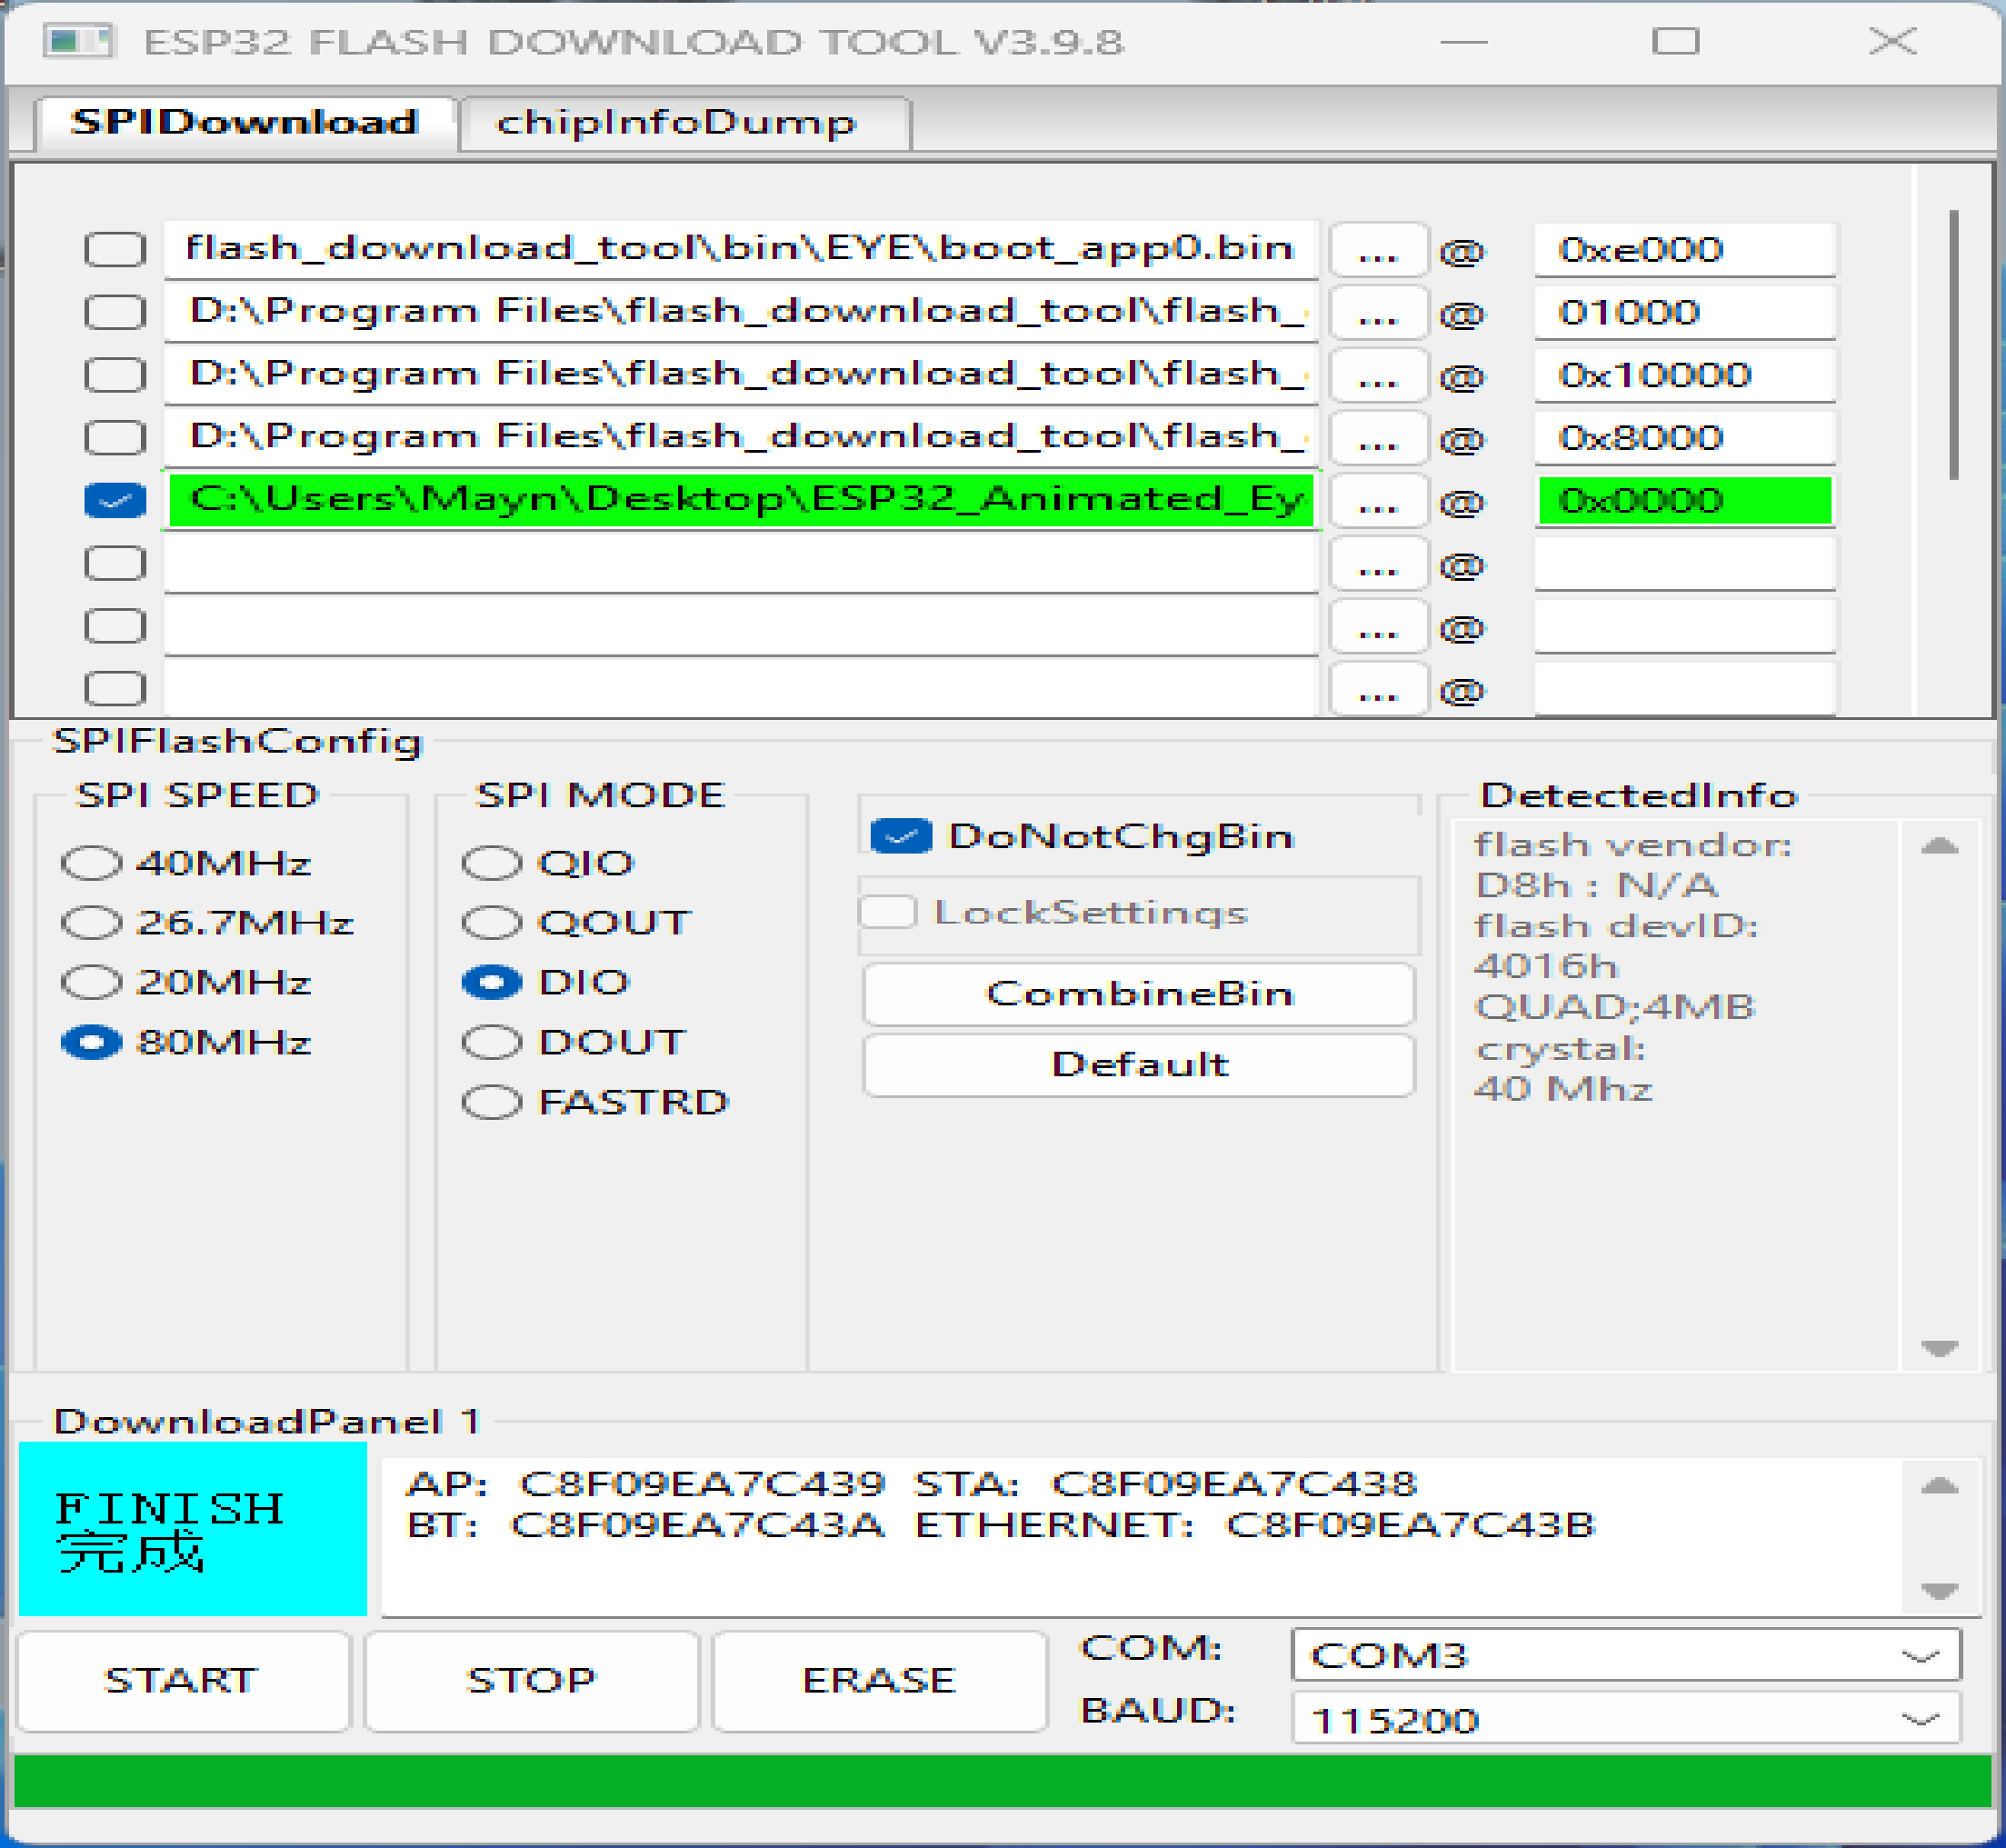 ESP32 FLASH DOWNLOAD TOOL V3.9.8
SPIDownload chipInfoDump
flash_download_tool\bin\EYE\boot_app0.bin ... @ 0xe000
D:\Program Files\flash_download_tool\flash_ ... @ 01000
D:\Program Files\flash_download_tool\flash_ ... @ 0x10000
D:\Program Files\flash_download_tool\flash_ ... @ 0x8000
C:\Users\Mayn\Desktop\ESP32_Animated_Ey ... @ 0x0000
... @
... @
... @
SPIFlashConfig
SPI SPEED
40MHz
26.7MHz
20MHz
80MHz
SPI MODE
QIO
QOUT
DIO
DOUT
FASTRD
DoNotChgBin
LockSettings
CombineBin
Default
DetectedInfo
flash vendor:
D8h : N/A
flash devID:
4016h
QUAD;4MB
crystal:
40 Mhz
DownloadPanel 1
FINISH
完成
AP: C8F09EA7C439 STA: C8F09EA7C438
BT: C8F09EA7C43A ETHERNET: C8F09EA7C43B
START STOP ERASE
COM: COM3
BAUD: 115200